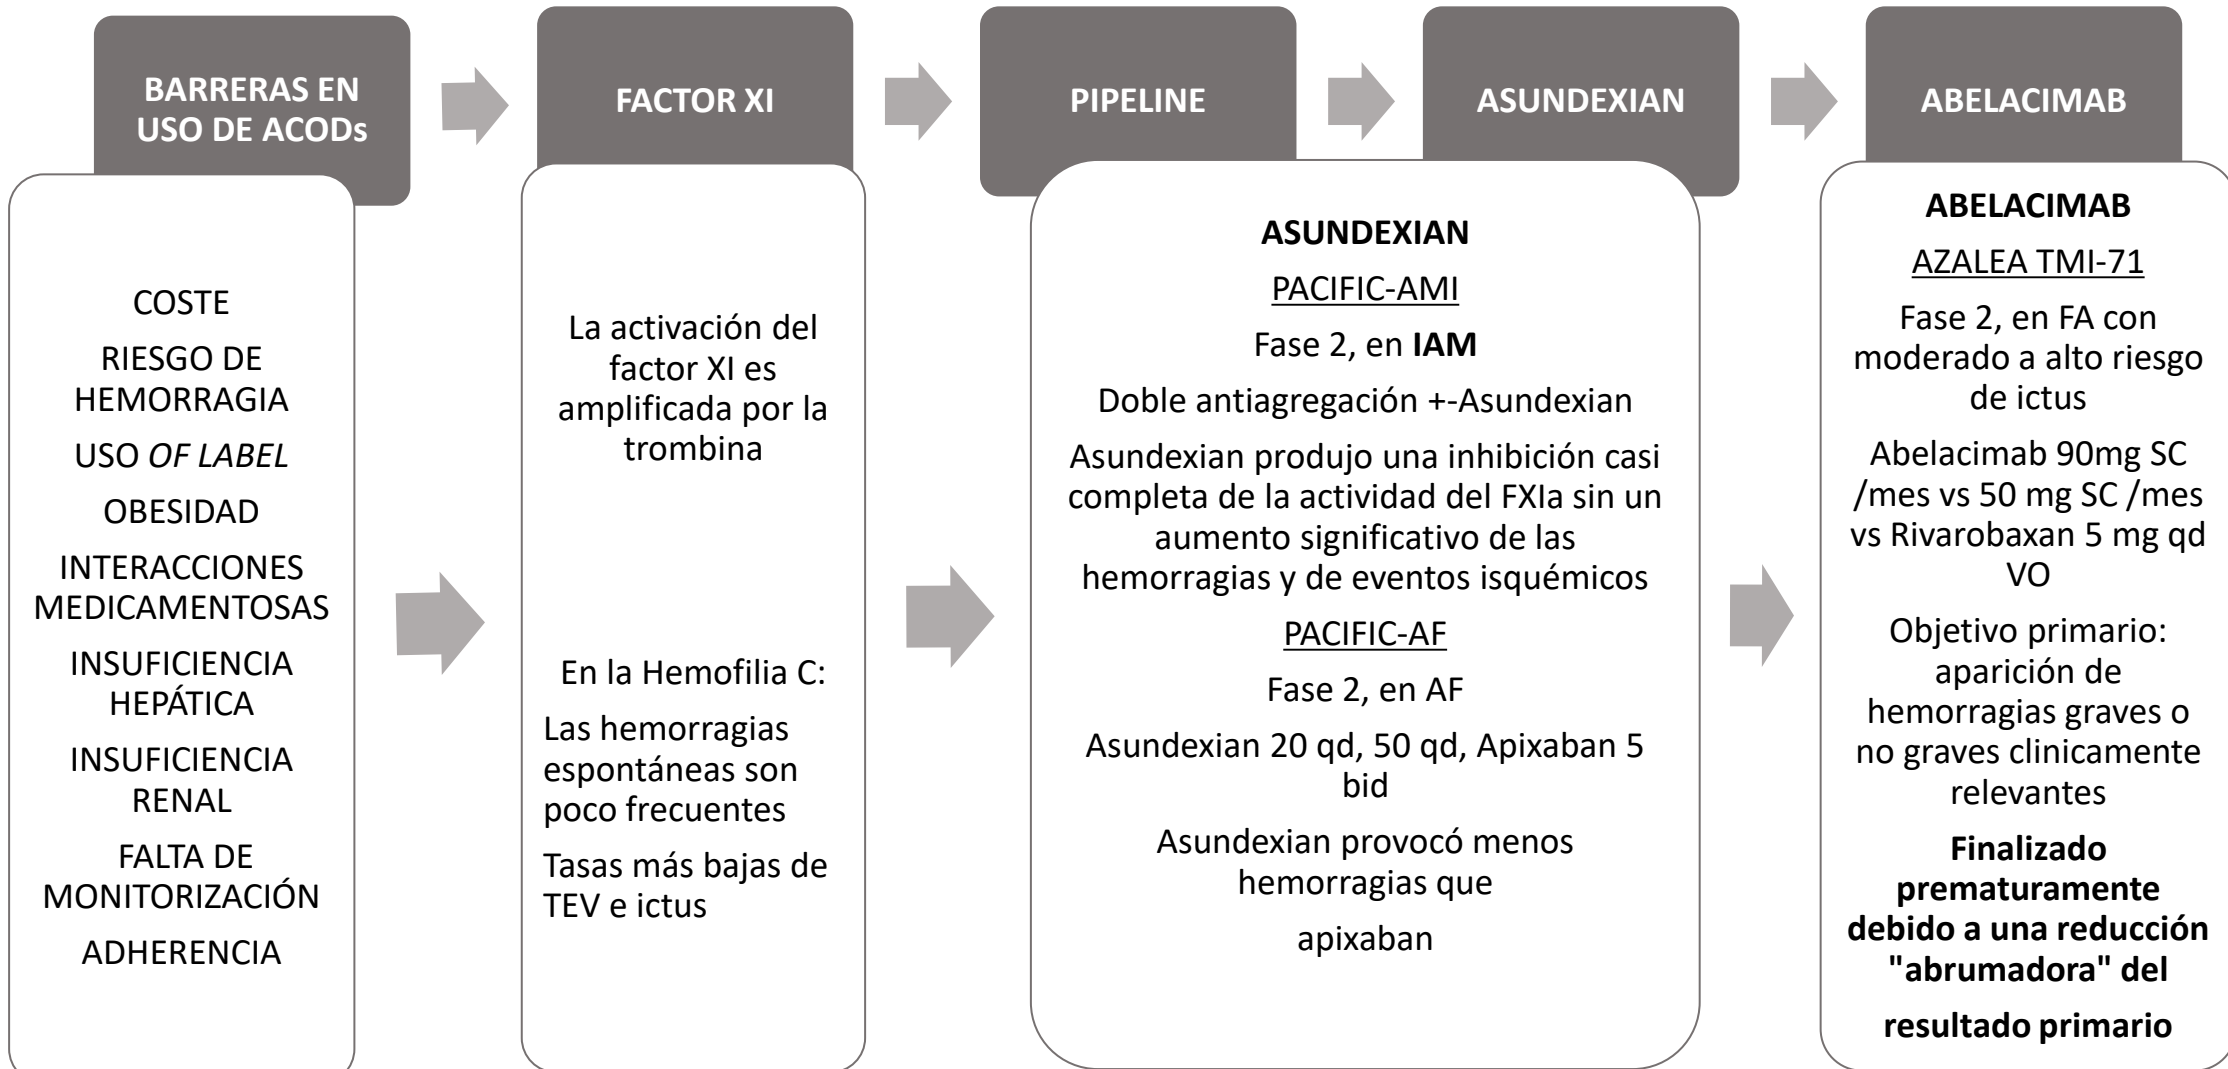 BARRERAS EN
USO DE ACODs
FACTOR XI
PIPELINE
ASUNDEXIAN
ABELACIMAB
COSTE
RIESGO DE
HEMORRAGIA
USO OF LABEL
OBESIDAD
INTERACCIONES
MEDICAMENTOSAS
INSUFICIENCIA
HEPÁTICA
INSUFICIENCIA
RENAL
FALTA DE
MONITORIZACIÓN
ADHERENCIA
La activación del
factor XI es
amplificada por la
trombina
En la Hemofilia C:
Las hemorragias
espontáneas son
poco frecuentes
Tasas más bajas de
TEV e ictus
ASUNDEXIAN
PACIFIC-AMI
Fase 2, en IAM
Doble antiagregación +-Asundexian
Asundexian produjo una inhibición casi
completa de la actividad del FXIa sin un
aumento significativo de las
hemorragias y de eventos isquémicos
PACIFIC-AF
Fase 2, en AF
Asundexian 20 qd, 50 qd, Apixaban 5
bid
Asundexian provocó menos
hemorragias que
apixaban
ABELACIMAB
AZALEA TMI-71
Fase 2, en FA con
moderado a alto riesgo
de ictus
Abelacimab 90mg SC
/mes vs 50 mg SC /mes
vs Rivarobaxan 5 mg qd
VO
Objetivo primario:
aparición de
hemorragias graves o
no graves clinicamente
relevantes
Finalizado
prematuramente
debido a una reducción
"abrumadora" del
resultado primario